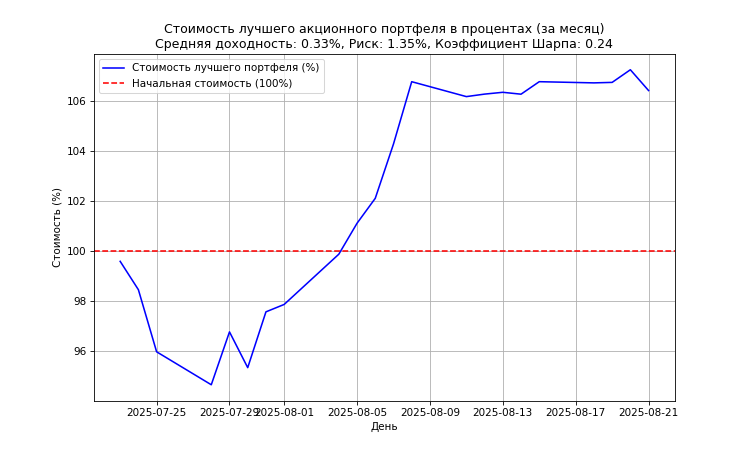 Стоимость лучшего акционного портфеля в процентах (за месяц)
Средняя доходность: 0.33%, Риск: 1.35%, Коэффициент Шарпа: 0.24
Стоимость лучшего портфеля (%)
Начальная стоимость (100%)
Стоимость (%)
106
104
102
100
98
96
2025-07-25 2025-07-29 2025-08-01 2025-08-05 2025-08-09 2025-08-13 2025-08-17 2025-08-21
День